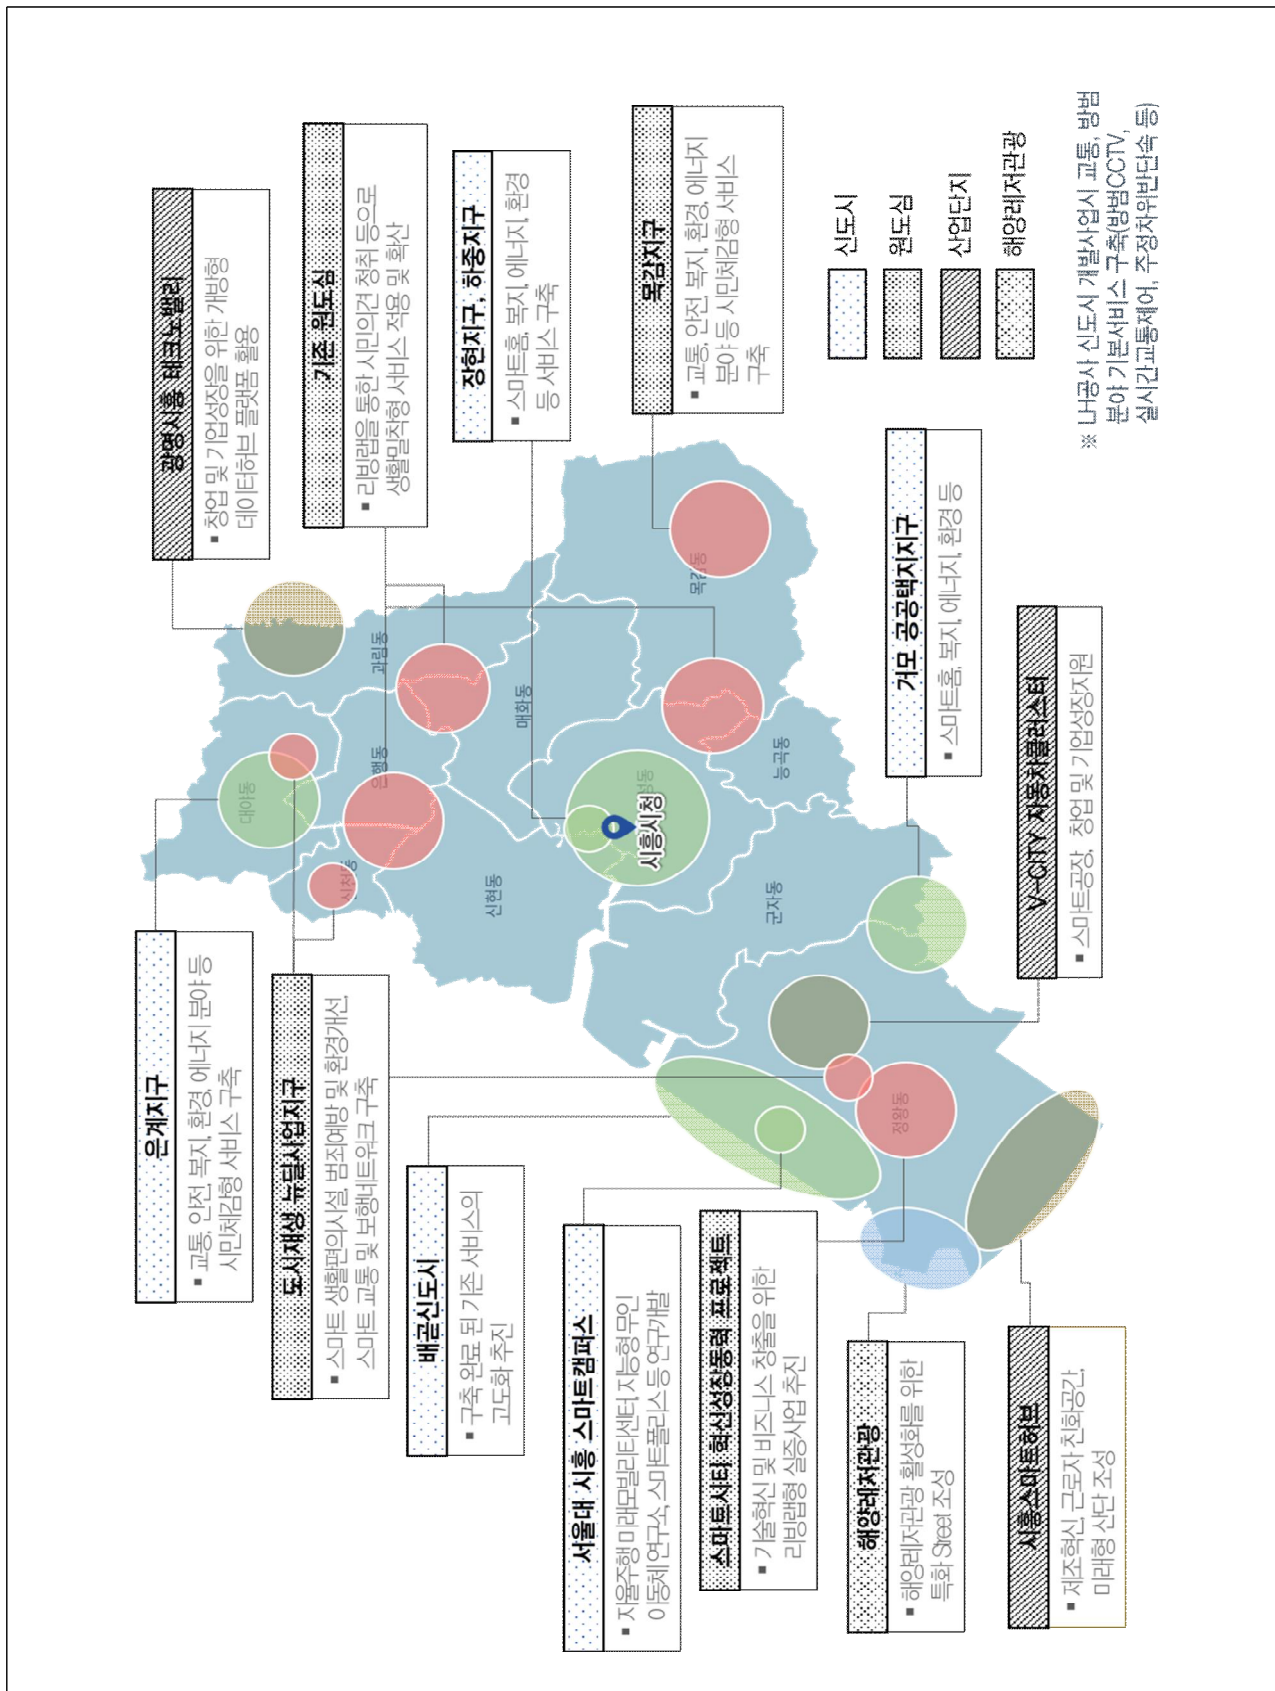 은계지구
▪ 교통, 안전, 복지, 환경, 에너지 분야 등
시민체감형 서비스 구축
도시재생 뉴딜사업지구
▪ 스마트 생활편의시설, 범죄예방 및 환경개선,
스마트 교통 및 보행네트워크 구축
배곧신도시
▪ 구축 완료 된 기존 서비스의
고도화 추진
서울대 시흥 스마트캠퍼스
▪ 자율주행 미래모빌리티센터, 지능형 무인
이동체 연구소, 스마트폴리스 등 연구개발
스마트시티 혁신성장동력 프로젝트
▪ 기술혁신 및 비즈니스 창출을 위한
리빙랩형 실증사업 추진
해양레저관광
▪ 해양레저관광 활성화를 위한
특화 Street 조성
시흥스마트허브
▪ 제조혁신, 근로자 친화공간,
미래형 산단 조성
대야동
신천동
은행동
과림동
신현동
매화동
시흥시청
목감동
능곡동
군자동
정왕동
광명시흥 테크노밸리
▪ 창업 및 기업성장을 위한 개방형
데이터허브 플랫폼 활용
기존 원도심
▪ 리빙랩을 통한 시민의견 청취 등으로
생활밀착형 서비스 적용 및 확산
장현지구, 하중지구
▪ 스마트홈, 복지, 에너지, 환경
등 서비스 구축
목감지구
▪ 교통, 안전, 복지, 환경, 에너지
분야 등 시민체감형 서비스
구축
거모 공공택지지구
▪ 스마트홈, 복지, 에너지, 환경 등
V-CITY 자동차클러스터
▪ 스마트공장, 창업 및 기업성장지원
신도시
원도심
산업단지
해양레저관광
※ LH공사 신도시 개발사업시 교통, 방범
분야 기본서비스 구축(방범CCTV,
실시간교통제어, 주정차위반단속 등)